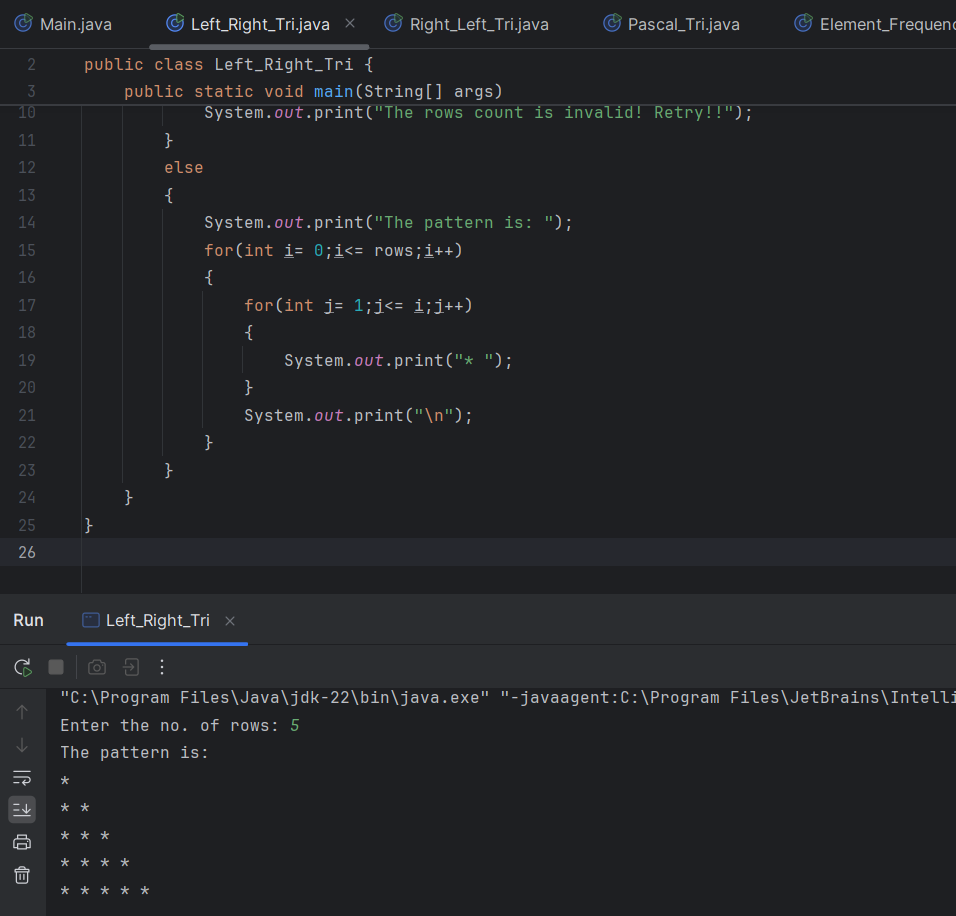 Main.java Left_Right_Tri.java Right_Left_Tri.java Pascal_Tri.java
2 public class Left_Right_Tri {
3 public static void main(String[] args)
10 System.out.print("The rows count is invalid! Retry!!");
11 }
12 else
13 {
14 System.out.print("The pattern is: ");
15 for(int i= 0;i<= rows;i++)
16 {
17 for(int j= 1;j<= i;j++)
18 {
19 System.out.print("* ");
20 }
21 System.out.print("\n");
22 }
23 }
24 }
25 }
26
Run Left_Right_Tri
"C:\Program Files\Java\jdk-22\bin\java.exe" "-javaagent:C:\Program Files\JetBrains\
Enter the no. of rows: 5
The pattern is:
*
* *
* * *
* * * *
* * * * *